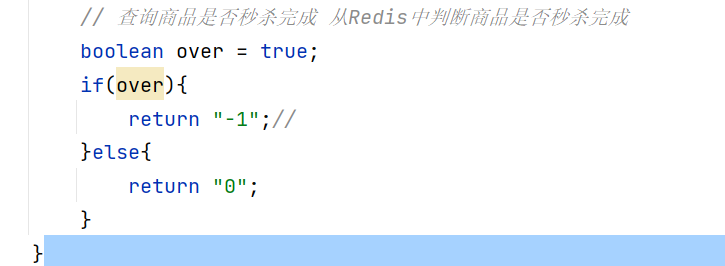 // 查询商品是否秒杀完成 从Redis中判断商品是否秒杀完成
boolean over = true;
if(over){
return "-1";//
}else{
return "0";
}
}